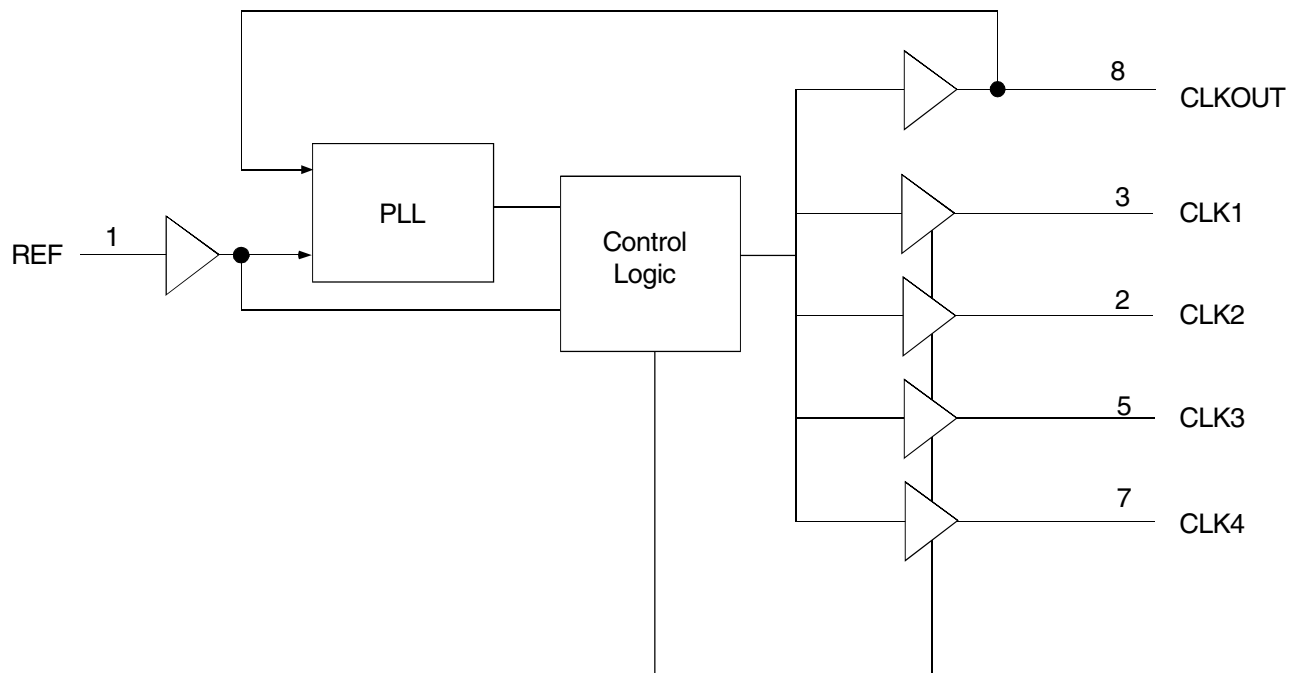 8
CLKOUT
PLL
3
CLK1
1
REF
Control
Logic
2
CLK2
5
CLK3
7
CLK4